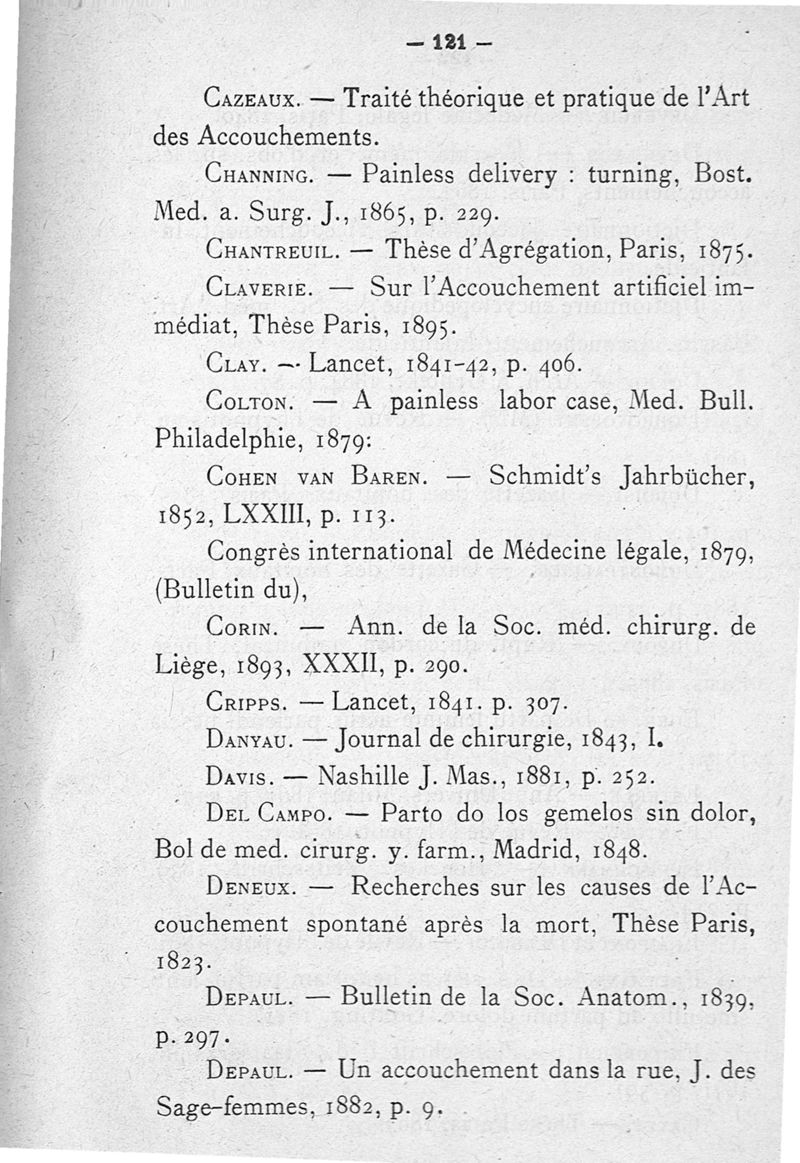 — 121 —
CAZEAUX. — Traité théorique et pratique de l'Art
des Accouchements.
CHANNING. — Painless delivery : turning, Bost.
Med. a. Surg. J., 1865, p. 229.
CHANTREUIL. — Thèse d'Agrégation, Paris, 1875.
CLAVERIE. — Sur l'Accouchement artificiel im-
médiat, Thèse Paris, 1895.
CLAY. — Lancet, 1841-42, p. 406.
COLTON. — A painless labor case, Med. Bull.
Philadelphie, 1879:
COHEN VAN BAREN. — Schmidt's Jahrbücher,
1852, LXXIII, p. 113.
Congrès international de Médecine légale, 1879,
(Bulletin du),
CORIN. — Ann. de la Soc. méd. chirurg. de
Liège, 1893, XXXII, p. 290.
CRIPPS. — Lancet, 1841. p. 307.
DANYAU. — Journal de chirurgie, 1843, I.
DAVIS. — Nashille J. Mas., 1881, p. 252.
DEL CAMPO. — Parto do los gemelos sin dolor,
Bol de med. cirurg. y. farm., Madrid, 1848.
DENEUX. — Recherches sur les causes de l'Ac-
couchement spontané après la mort, Thèse Paris,
1823.
DEPAUL. — Bulletin de la Soc. Anatom., 1839,
p. 297.
DEPAUL. — Un accouchement dans la rue, J. des
Sage-femmes, 1882, p. 9.